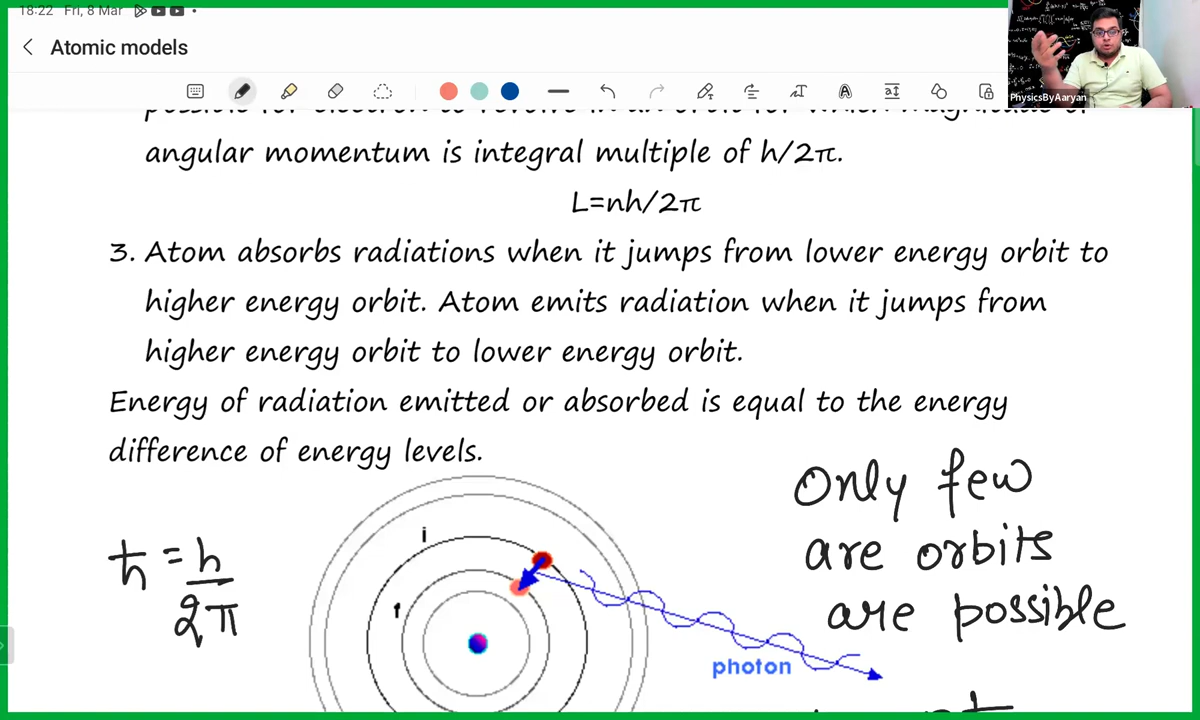 18:22 Fri, 8 Mar
Atomic models
PhysicsByAaryan
angular momentum is integral multiple of h/2π.
L=nh/2π
3. Atom absorbs radiations when it jumps from lower energy orbit to
higher energy orbit. Atom emits radiation when it jumps from
higher energy orbit to lower energy orbit.
Energy of radiation emitted or absorbed is equal to the energy
difference of energy levels.
Only few
are orbits
are possible
ħ = h
2π
i
f
photon